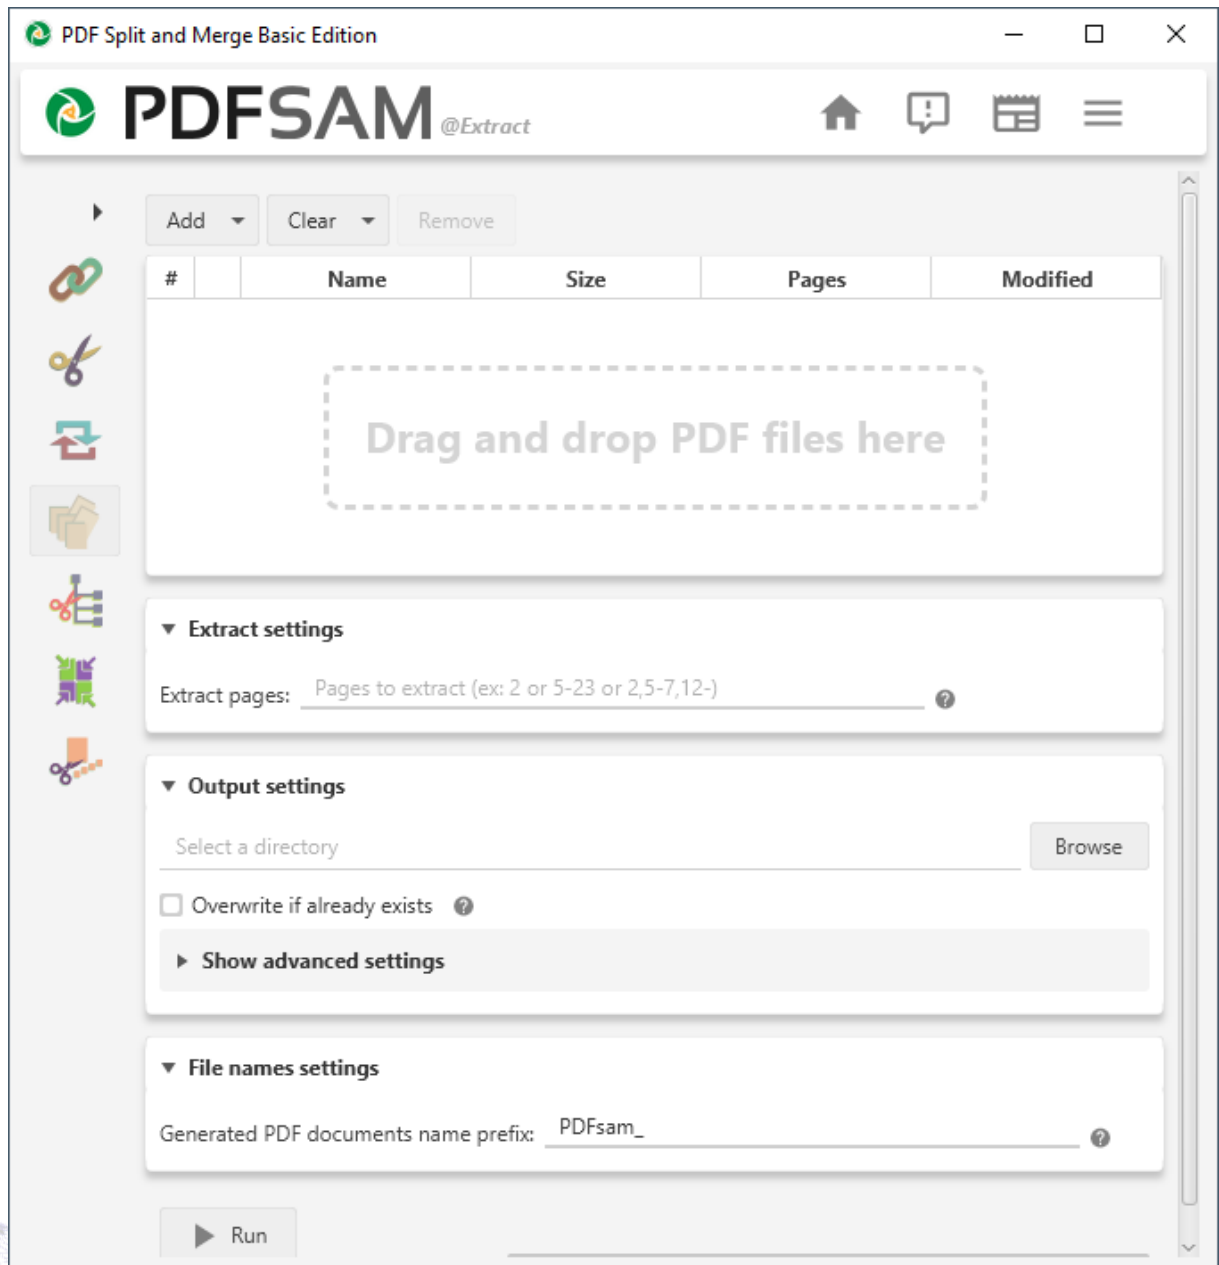 PDF Split and Merge Basic Edition
PDFSAM @Extract
Add Clear Remove
# Name Size Pages Modified
Drag and drop PDF files here
Extract settings
Extract pages: Pages to extract (ex: 2 or 5-23 or 2,5-7,12-)
Output settings
Select a directory Browse
Overwrite if already exists
Show advanced settings
File names settings
Generated PDF documents name prefix: PDFsam_
Run